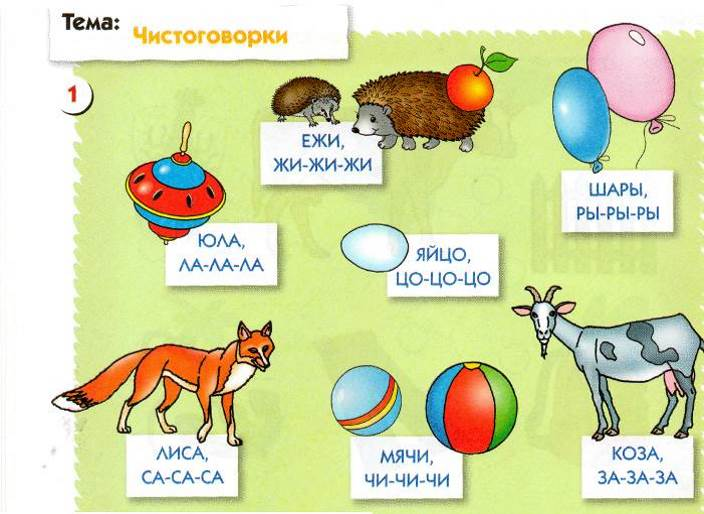 Тема:
Чистоговорки
1
ЕЖИ,
ЖИ-ЖИ-ЖИ
ШАРЫ,
РЫ-РЫ-РЫ
ЮЛА,
ЛА-ЛА-ЛА
ЯЙЦО,
ЦО-ЦО-ЦО
ЛИСА,
СА-СА-СА
МЯЧИ,
ЧИ-ЧИ-ЧИ
КОЗА,
ЗА-ЗА-ЗА